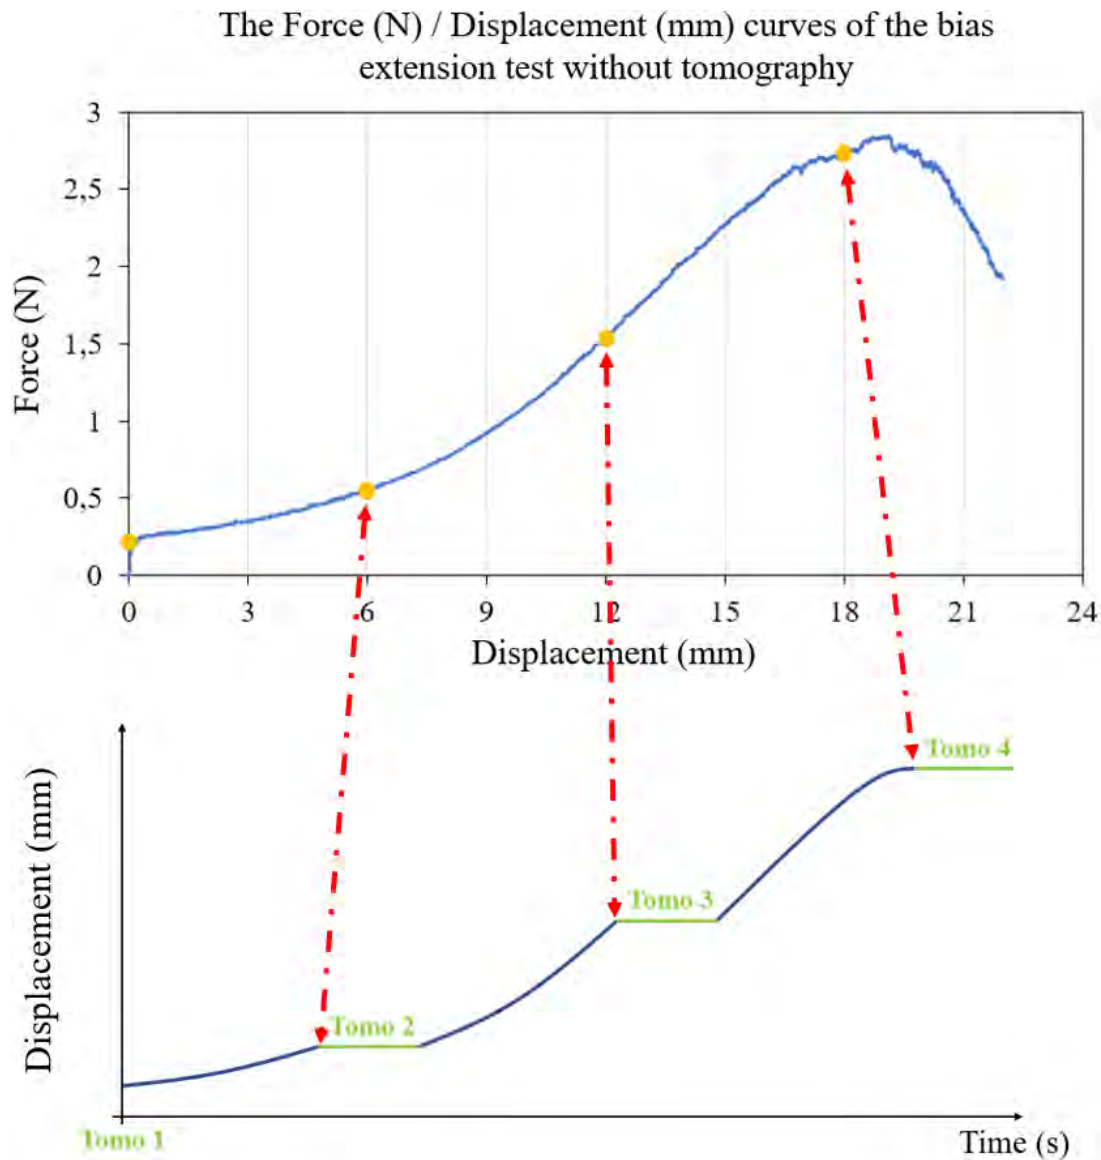 The Force (N) / Displacement (mm) curves of the bias
extension test without tomography
3
2,5
2
1,5
1
0,5
0
Force (N)
0 3 6 9 12 15 18 21 24
Displacement (mm)
Displacement (mm)
Tomo 4
Tomo 3
Tomo 2
Tomo 1
Time (s)